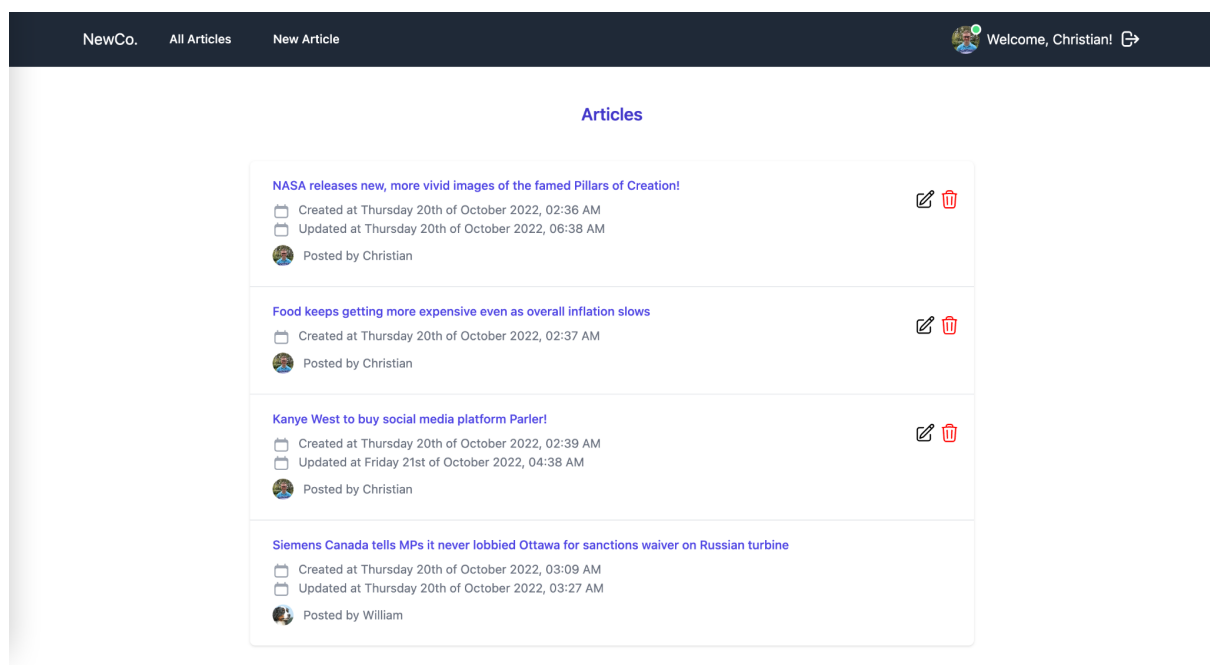 NewCo. All Articles New Article Welcome, Christian!
Articles
NASA releases new, more vivid images of the famed Pillars of Creation!
Created at Thursday 20th of October 2022, 02:36 AM
Updated at Thursday 20th of October 2022, 06:38 AM
Posted by Christian
Food keeps getting more expensive even as overall inflation slows
Created at Thursday 20th of October 2022, 02:37 AM
Posted by Christian
Kanye West to buy social media platform Parler!
Created at Thursday 20th of October 2022, 02:39 AM
Updated at Friday 21st of October 2022, 04:38 AM
Posted by Christian
Siemens Canada tells MPs it never lobbied Ottawa for sanctions waiver on Russian turbine
Created at Thursday 20th of October 2022, 03:09 AM
Updated at Thursday 20th of October 2022, 03:27 AM
Posted by William